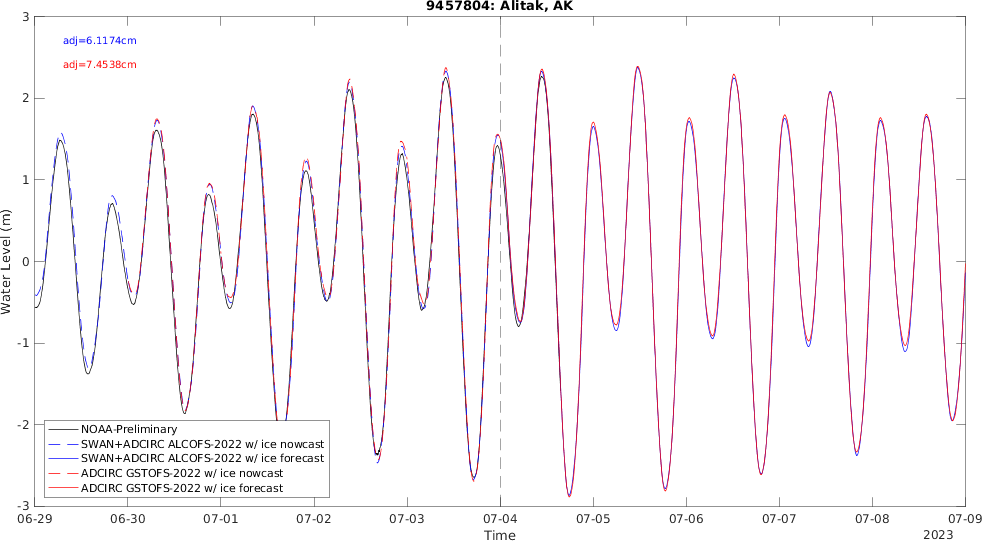 9457804: Alitak, AK
adj=6.1174cm
adj=7.4538cm
Water Level (m)
3
2
1
0
-1
-2
-3
NOAA-Preliminary
SWAN+ADCIRC ALCOFS-2022 w/ ice nowcast
SWAN+ADCIRC ALCOFS-2022 w/ ice forecast
ADCIRC GSTOFS-2022 w/ ice nowcast
ADCIRC GSTOFS-2022 w/ ice forecast
06-29 06-30 07-01 07-02 07-03 07-04 07-05 07-06 07-07 07-08 07-09
Time
2023